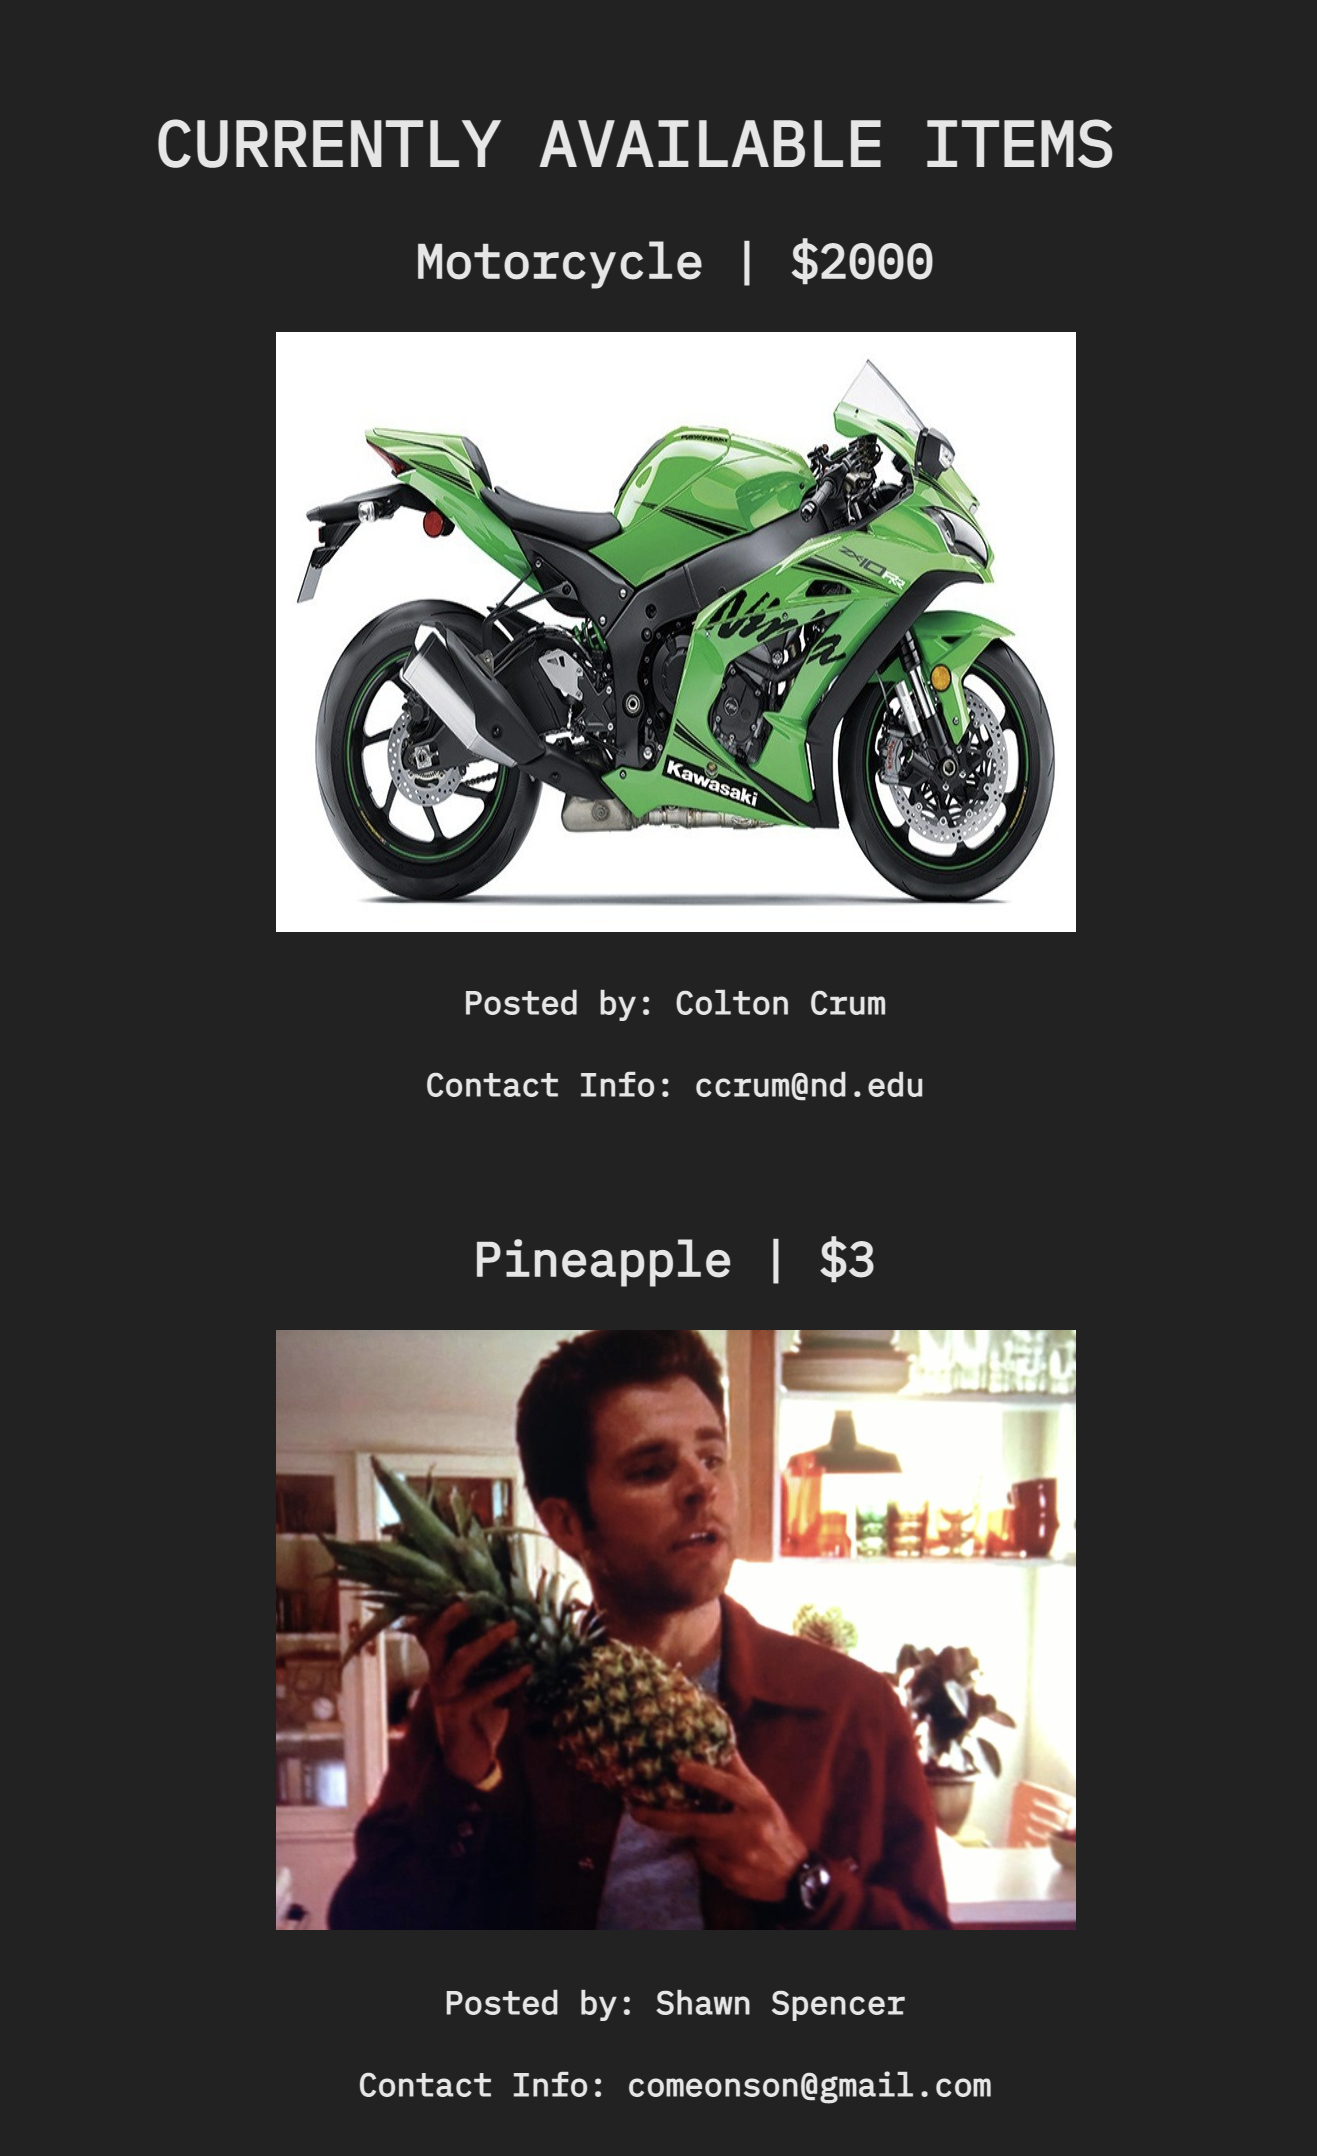 CURRENTLY AVAILABLE ITEMS
Motorcycle | $2000
Kawasaki
ZX10RR
Ninja
Kawasaki
Posted by: Colton Crum
Contact Info: ccrum@nd.edu
Pineapple | $3
Posted by: Shawn Spencer
Contact Info: comeonson@gmail.com